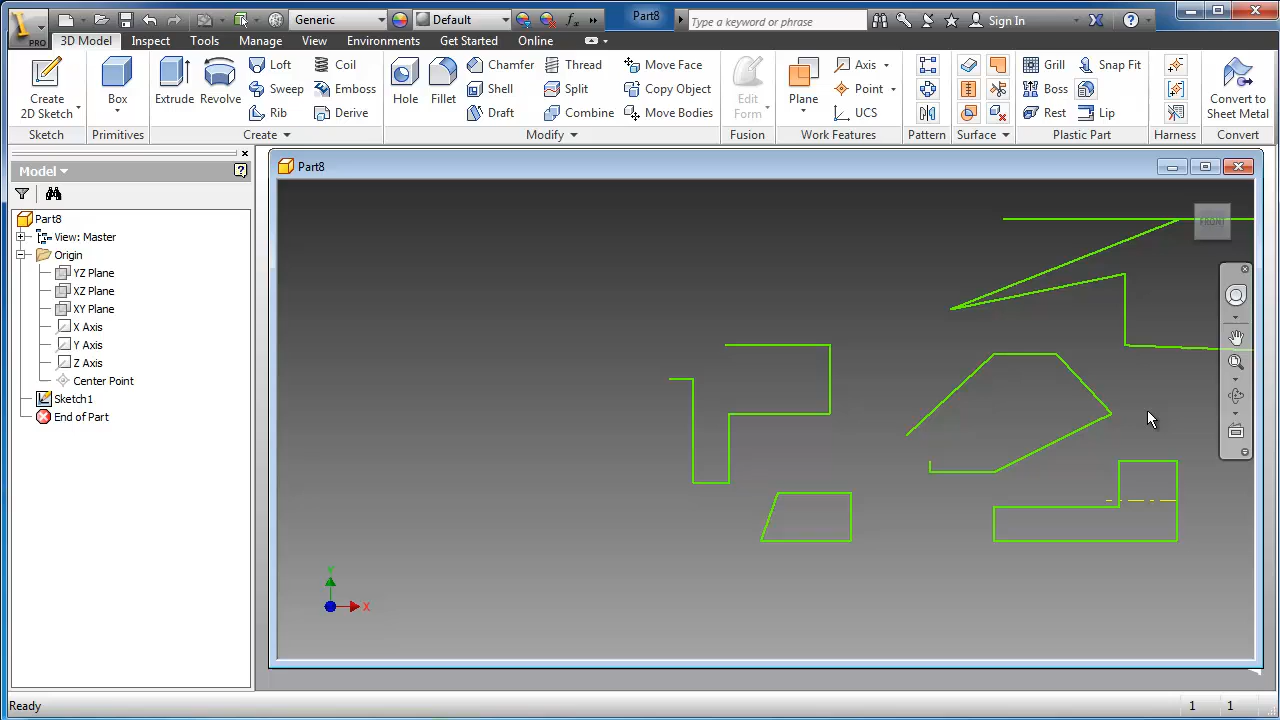 PRO
Generic
Default
fx
Part8
Type a keyword or phrase
Sign In
3D Model Inspect Tools Manage View Environments Get Started Online
Create
2D Sketch
Sketch
Box
Primitives
Extrude
Revolve
Loft
Sweep
Rib
Coil
Emboss
Derive
Create
Hole
Fillet
Chamfer
Shell
Draft
Thread
Split
Combine
Move Face
Copy Object
Move Bodies
Modify
Edit
Form
Fusion
Plane
Axis
Point
UCS
Work Features
Pattern
Surface
Grill
Boss
Rest
Snap Fit
Lip
Plastic Part
Harness
Convert to
Sheet Metal
Convert
Model
Part8
View: Master
Origin
YZ Plane
XZ Plane
XY Plane
X Axis
Y Axis
Z Axis
Center Point
Sketch1
End of Part
Part8
FRONT
Y
X
Ready
1 1